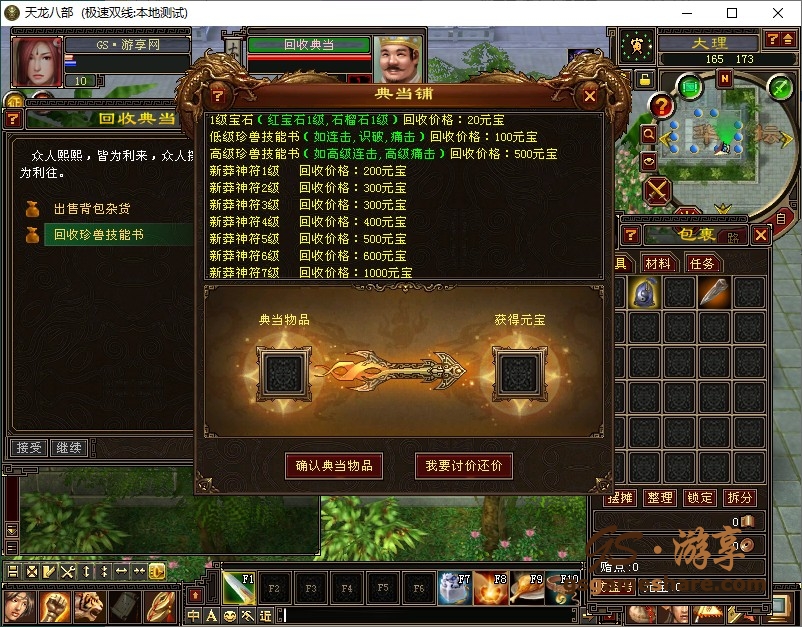 天龙八部 (极速双线:本地测试)
GS·游享网
10
回收典当
大理
165 173
N
典当铺
回收典当
众人熙熙，皆为利来，众人
为利往。
出售背包杂货
回收珍兽技能书
接受 继续
1级宝石(红宝石1级,石榴石1级)回收价格：20元宝
低级珍兽技能书(如连击,识破,痛击)回收价格：100元宝
高级珍兽技能书(如高级连击,高级痛击)回收价格：500元宝
新莽神符1级 回收价格：200元宝
新莽神符2级 回收价格：300元宝
新莽神符3级 回收价格：300元宝
新莽神符4级 回收价格：400元宝
新莽神符5级 回收价格：500元宝
新莽神符6级 回收价格：600元宝
新莽神符7级 回收价格：1000元宝
典当物品 获得元宝
确认典当物品 我要讨价还价
包裹
具 材料 任务
摆摊 整理 锁定 拆分
0
0
赌点:0
元宝:0
GS·游享
F1 F2 F3 F4 F5 F6 F7 F8 F9 F10
中 A 近
自